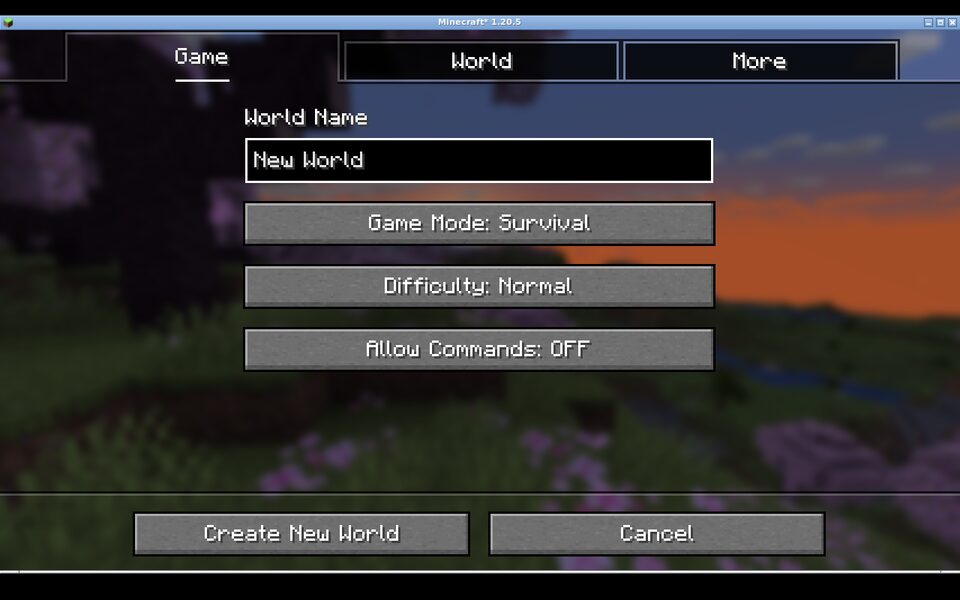 Minecraft* 1.20.5
Game
World
More
World Name
New World
Game Mode: Survival
Difficulty: Normal
Allow Commands: OFF
Create New World
Cancel